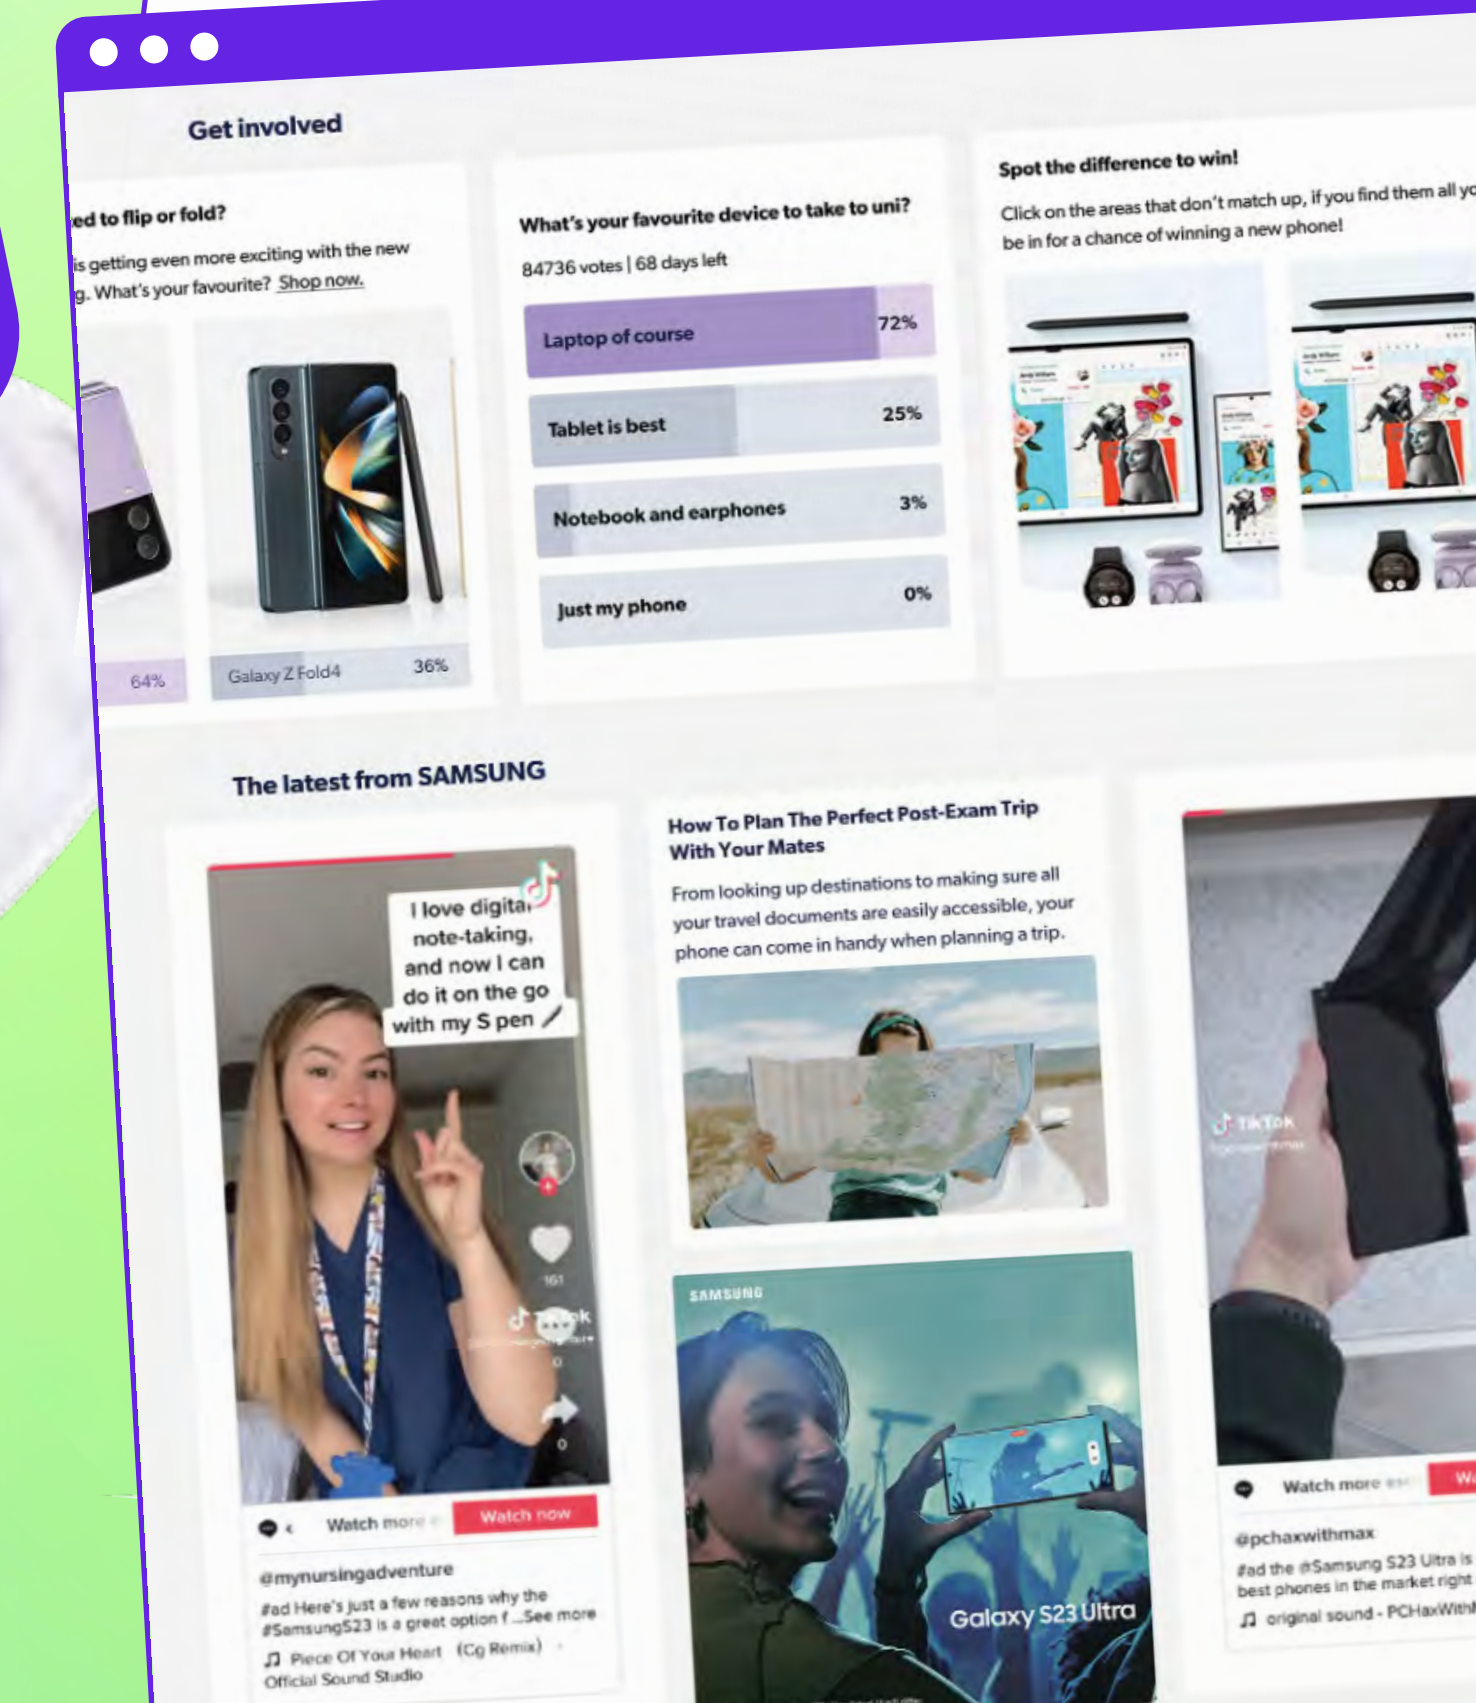 Get involved
ed to flip or fold?
is getting even more exciting with the new
g. What's your favourite? Shop now.
64%
Galaxy Z Fold4 36%
What's your favourite device to take to uni?
84736 votes | 68 days left
Laptop of course 72%
Tablet is best 25%
Notebook and earphones 3%
Just my phone 0%
Spot the difference to win!
Click on the areas that don't match up, if you find them all yo
be in for a chance of winning a new phone!
The latest from SAMSUNG
I love digital
note-taking,
and now I can
do it on the go
with my S pen
161
0
0
Watch more
Watch now
@mynursingadventure
#ad Here's just a few reasons why the
#SamsungS23 is a great option f ...See more
Piece Of Your Heart (Cg Remix)
Official Sound Studio
How To Plan The Perfect Post-Exam Trip
With Your Mates
From looking up destinations to making sure all
your travel documents are easily accessible, your
phone can come in handy when planning a trip.
SAMSUNG
Galaxy S23 Ultra
TikTok
Watch more
Wa
@pchaxwithmax
#ad the @Samsung S23 Ultra is
best phones in the market right
original sound - PCHaxWith